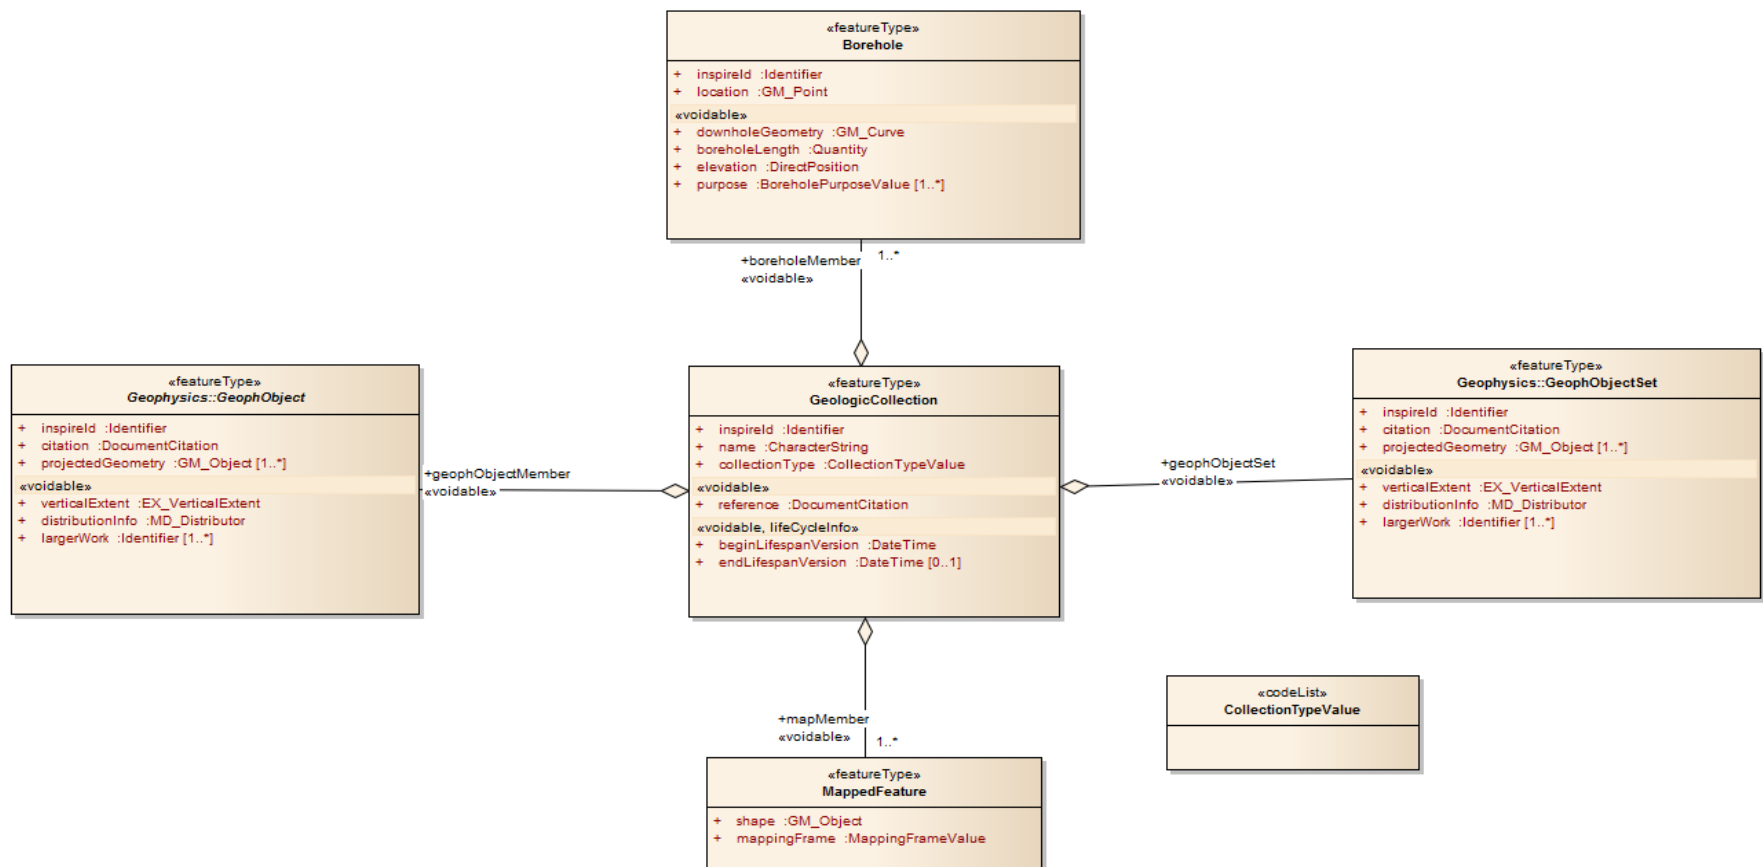 «featureType»
Borehole
+ inspireId :Identifier
+ location :GM_Point
«voidable»
+ downholeGeometry :GM_Curve
+ boreholeLength :Quantity
+ elevation :DirectPosition
+ purpose :BoreholePurposeValue [1..*]
+boreholeMember
«voidable»
1..*
«featureType»
Geophysics::GeophObject
+ inspireId :Identifier
+ citation :DocumentCitation
+ projectedGeometry :GM_Object [1..*]
«voidable»
+ verticalExtent :EX_VerticalExtent
+ distributionInfo :MD_Distributor
+ largerWork :Identifier [1..*]
+geophObjectMember
«voidable»
«featureType»
GeologicCollection
+ inspireId :Identifier
+ name :CharacterString
+ collectionType :CollectionTypeValue
«voidable»
+ reference :DocumentCitation
«voidable, lifeCycleInfo»
+ beginLifespanVersion :DateTime
+ endLifespanVersion :DateTime [0..1]
+geophObjectSet
«voidable»
«featureType»
Geophysics::GeophObjectSet
+ inspireId :Identifier
+ citation :DocumentCitation
+ projectedGeometry :GM_Object [1..*]
«voidable»
+ verticalExtent :EX_VerticalExtent
+ distributionInfo :MD_Distributor
+ largerWork :Identifier [1..*]
+mapMember
«voidable»
1..*
«codeList»
CollectionTypeValue
«featureType»
MappedFeature
+ shape :GM_Object
+ mappingFrame :MappingFrameValue